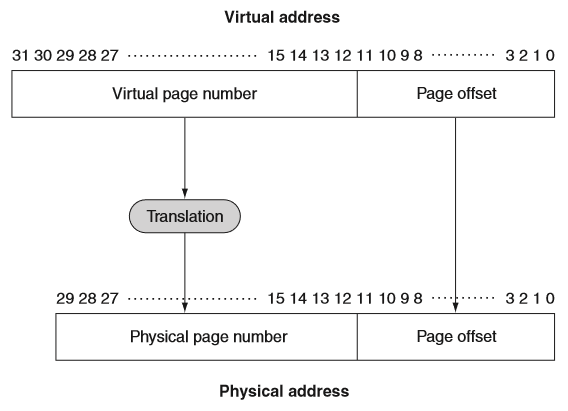 Virtual address
31 30 29 28 27 ........................ 15 14 13 12 11 10 9 8 ........... 3 2 1 0
Virtual page number Page offset
Translation
29 28 27 ........................ 15 14 13 12 11 10 9 8 ........... 3 2 1 0
Physical page number Page offset
Physical address